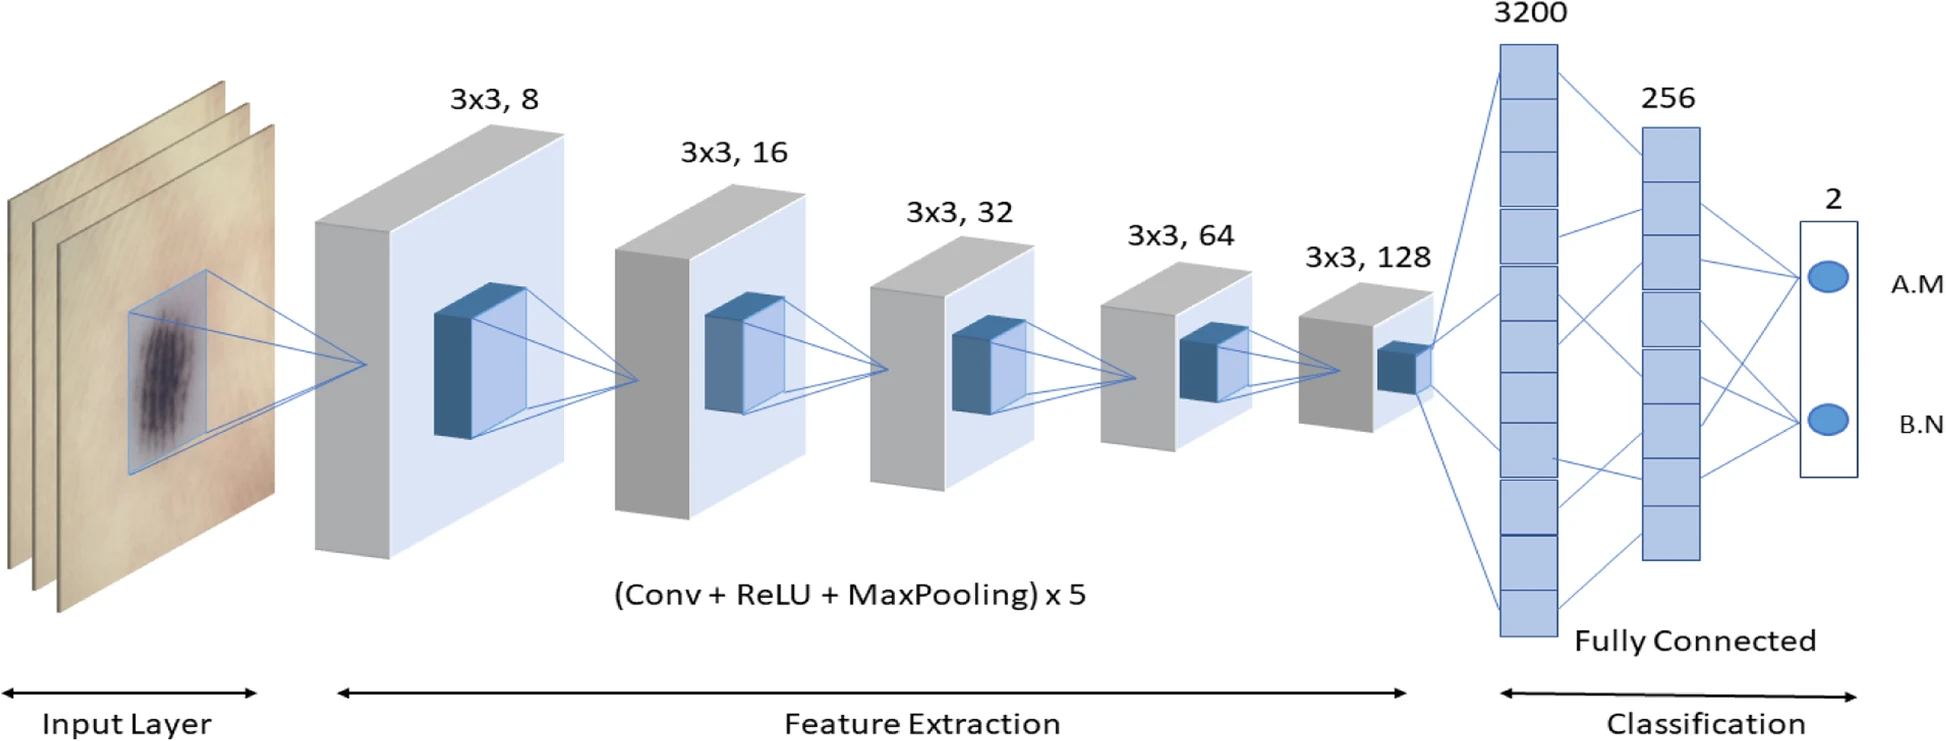 3x3, 8
3x3, 16
3x3, 32
3x3, 64
3x3, 128
3200
256
2
A.M
B.N
(Conv + ReLU + MaxPooling) x 5
Fully Connected
Input Layer
Feature Extraction
Classification